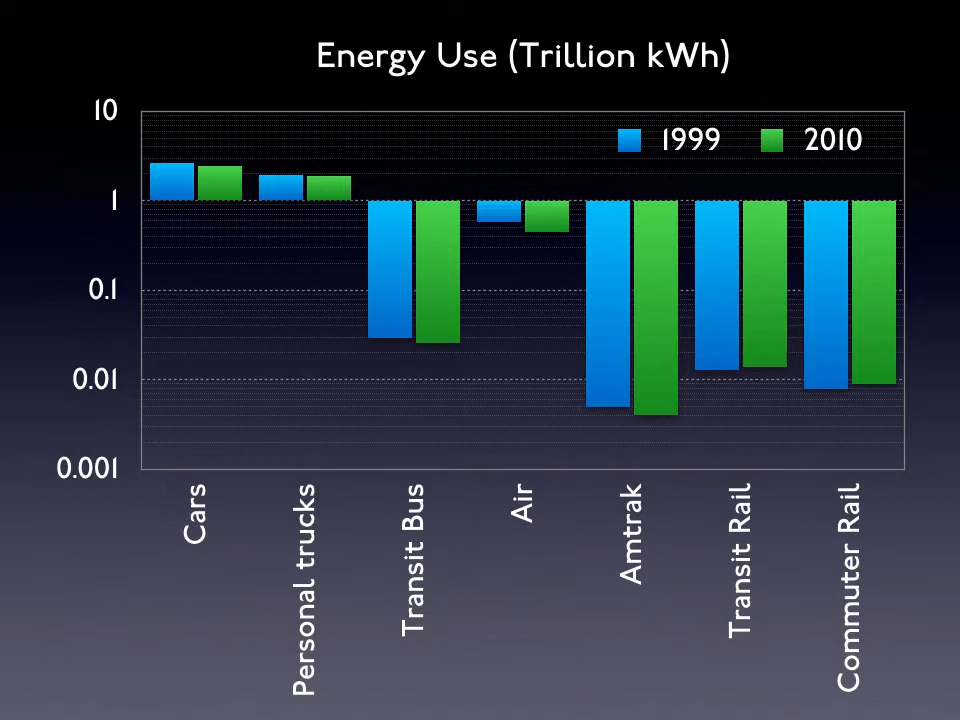 Energy Use (Trillion kWh)
10
1999
2010
1
0.1
0.01
0.001
Cars
Personal trucks
Transit Bus
Air
Amtrak
Transit Rail
Commuter Rail